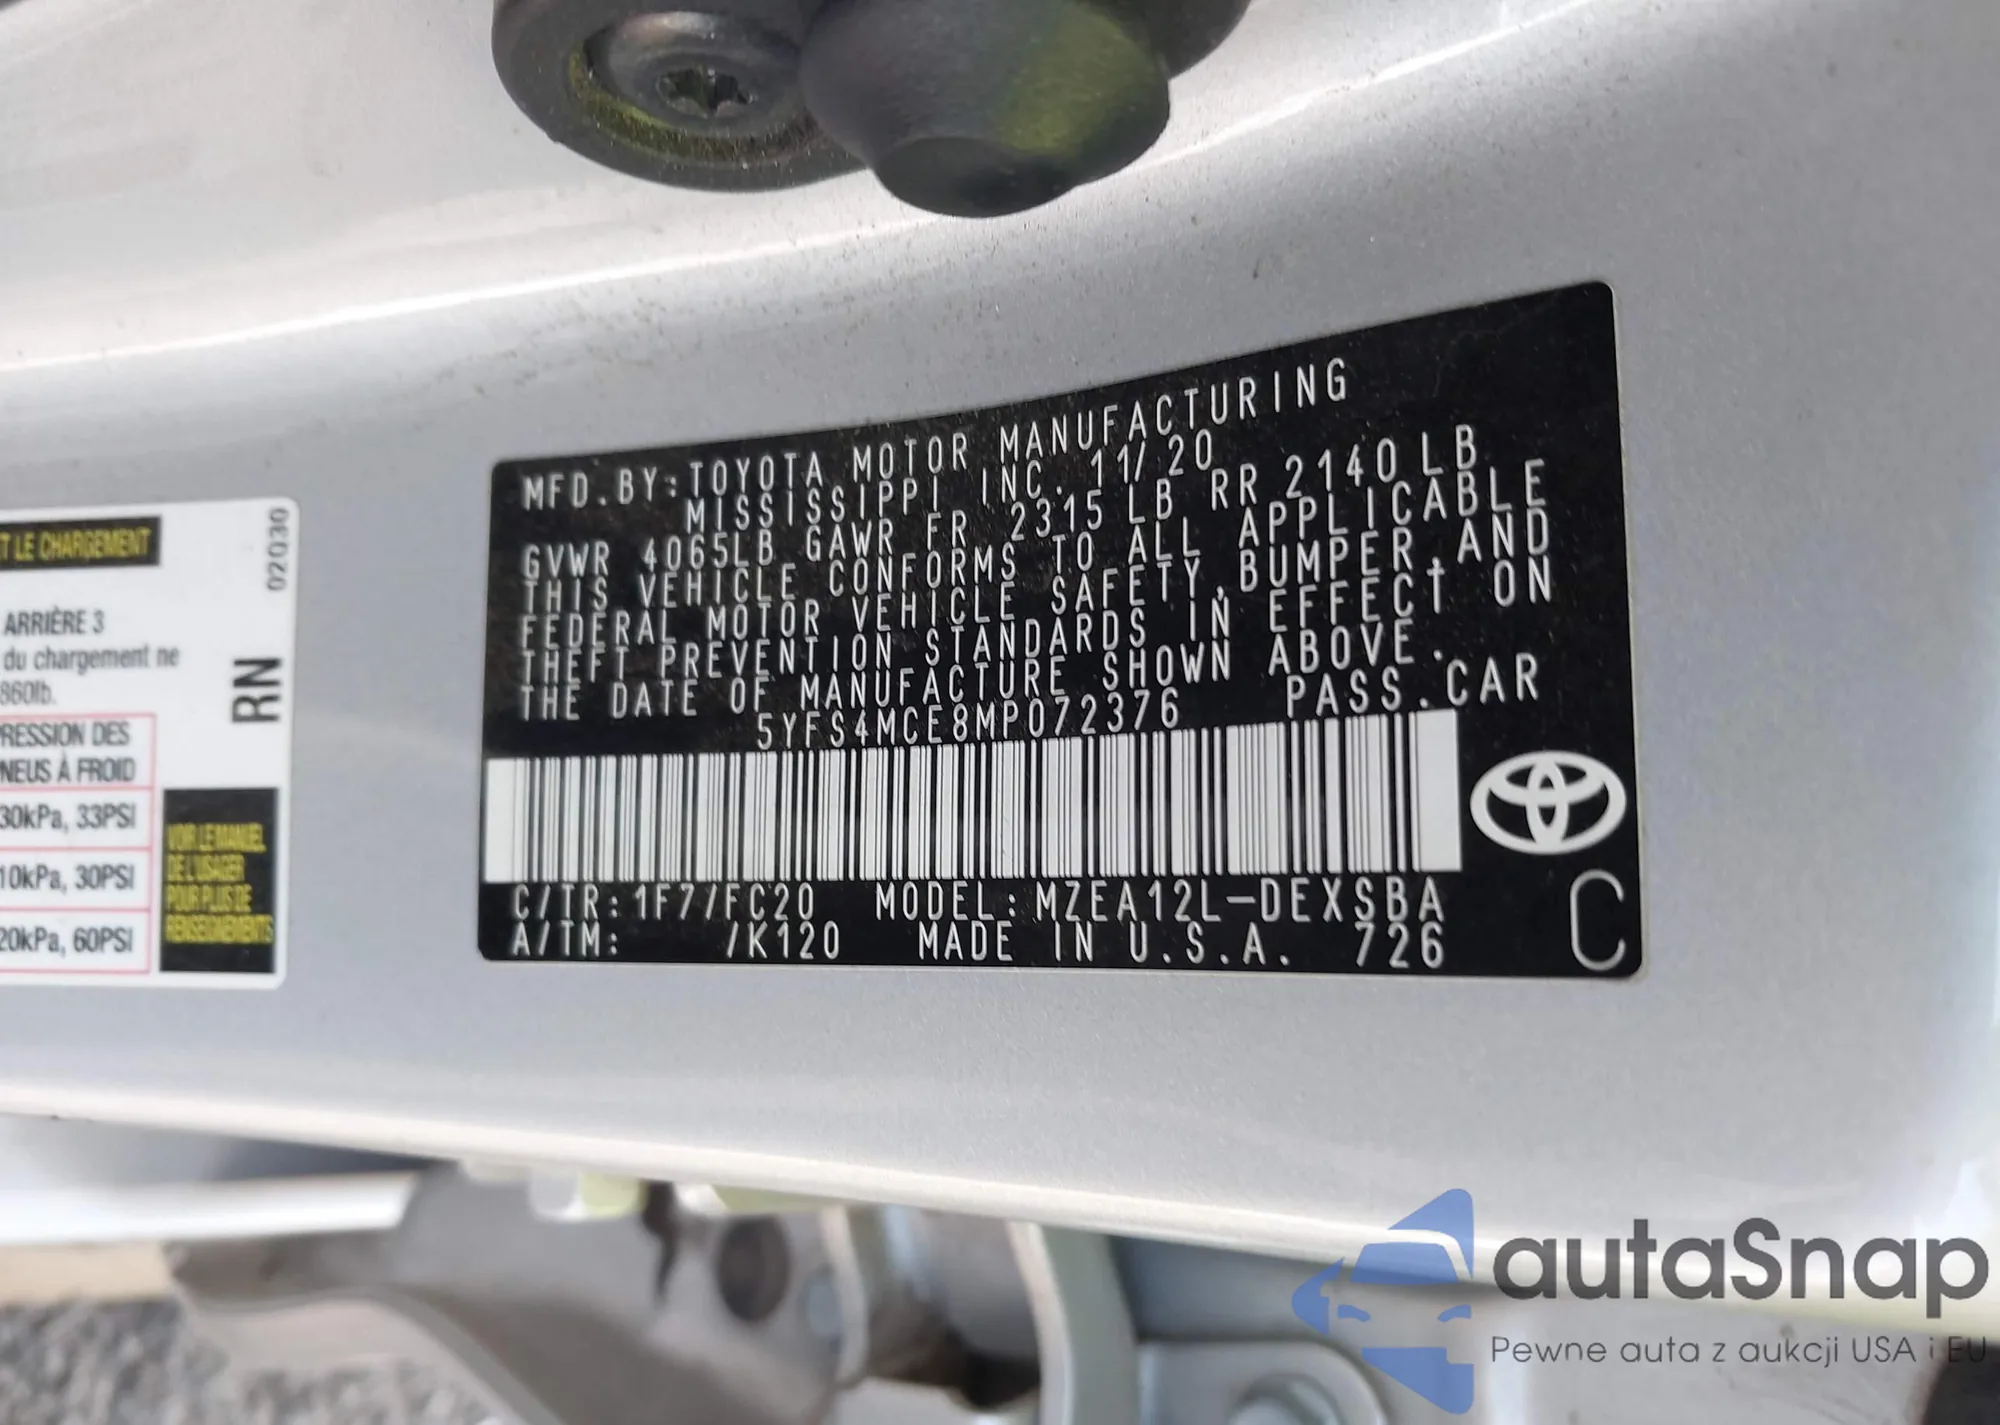 T LE CHARGEMENT
02030
ARRIÈRE 3
du chargement ne
860lb.
RN
RESSION DES
NEUS À FROID
30kPa, 33PSI
10kPa, 30PSI
20kPa, 60PSI
VOIR LE MANUEL
DE L'USAGER
POUR PLUS DE
RENSEIGNEMENTS
MFD.BY:TOYOTA MOTOR MANUFACTURING
MISSISSIPPI INC. 11/20
GVWR 4065LB GAWR FR 2315 LB RR 2140LB
THIS VEHICLE CONFORMS TO ALL APPLICABLE
FEDERAL MOTOR VEHICLE SAFETY,BUMPER,AND
THEFT PREVENTION STANDARDS IN EFFECT ON
THE DATE OF MANUFACTURE SHOWN ABOVE.
5YFS4MCE8MP072376 PASS.CAR
C/TR:1F7/FC20 MODEL:MZEA12L-DEXSBA
A/TM: /K120 MADE IN U.S.A. 726
C
autaSnap
Pewne auta z aukcji USA i EU